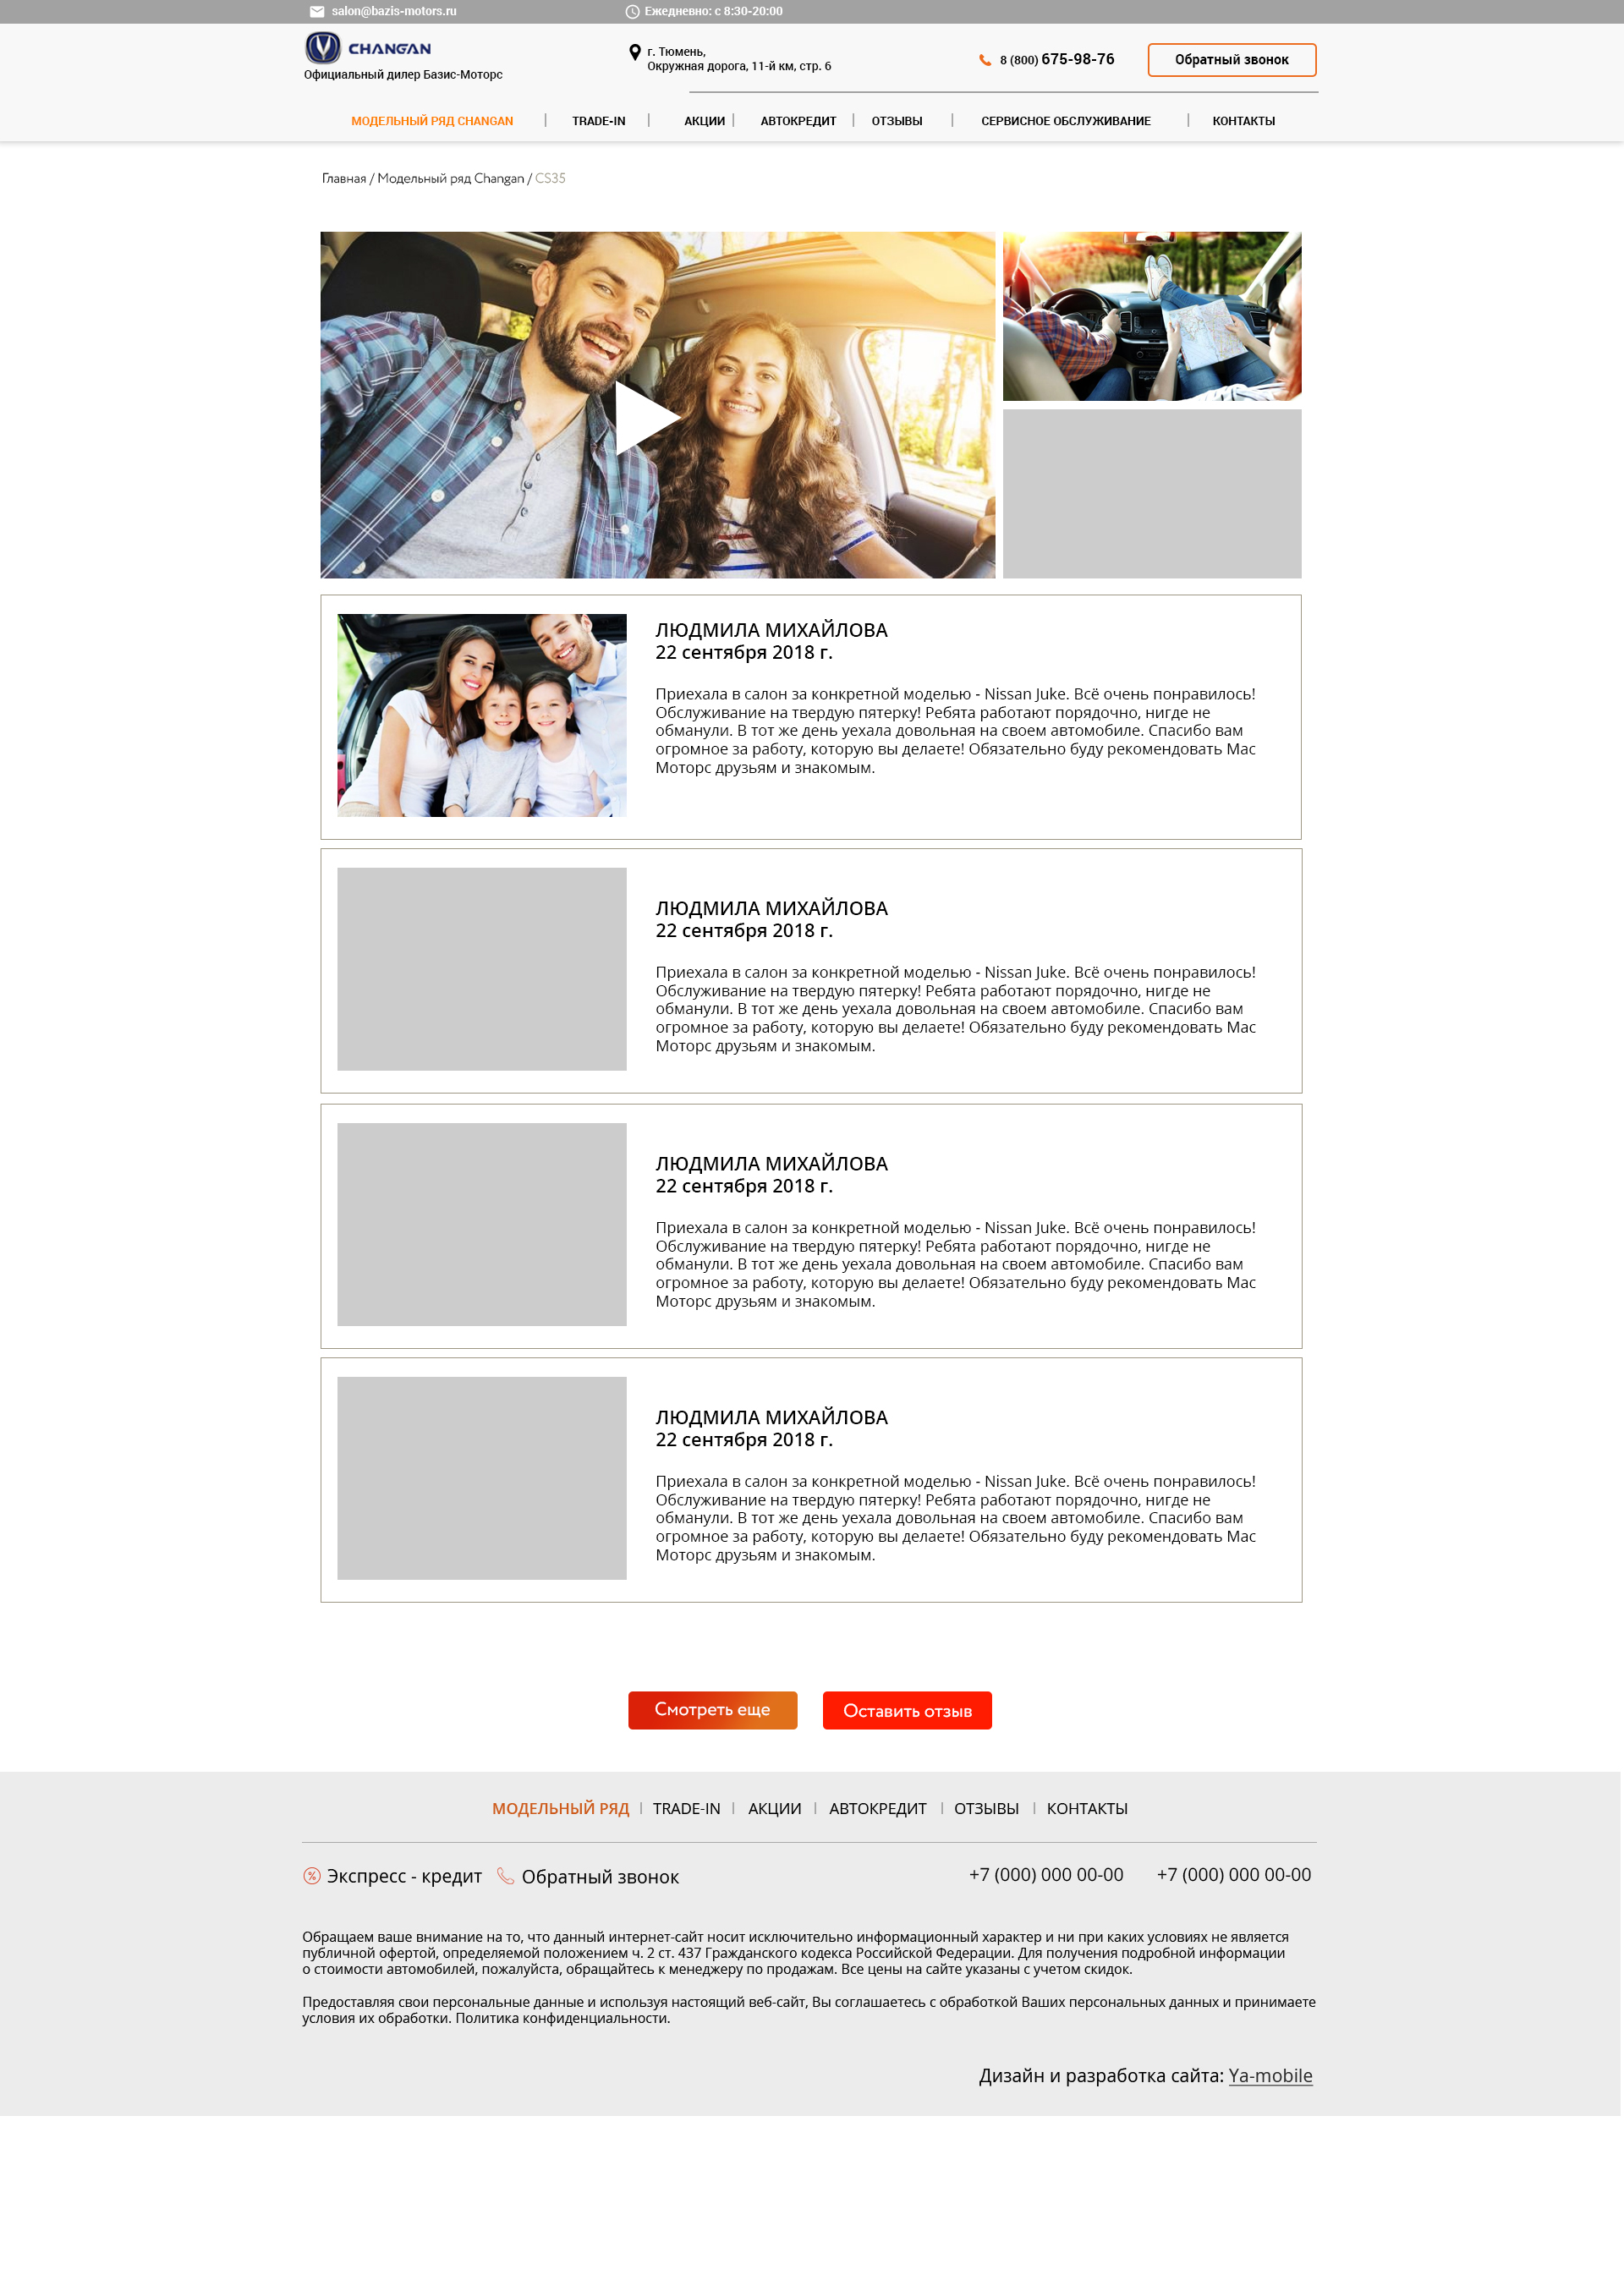 salon@bazis-motors.ru
Ежедневно: с 8:30-20:00
CHANGAN
Официальный дилер Базис-Моторс
г. Тюмень,
Окружная дорога, 11-й км, стр. 6
8 (800) 675-98-76
Обратный звонок
МОДЕЛЬНЫЙ РЯД CHANGAN | TRADE-IN | АКЦИИ | АВТОКРЕДИТ | ОТЗЫВЫ | СЕРВИСНОЕ ОБСЛУЖИВАНИЕ | КОНТАКТЫ
Главная / Модельный ряд Changan / CS35
ЛЮДМИЛА МИХАЙЛОВА
22 сентября 2018 г.
Приехала в салон за конкретной моделью - Nissan Juke. Всё очень понравилось!
Обслуживание на твердую пятерку! Ребята работают порядочно, нигде не
обманули. В тот же день уехала довольная на своем автомобиле. Спасибо вам
огромное за работу, которую вы делаете! Обязательно буду рекомендовать Мас
Моторс друзьям и знакомым.
ЛЮДМИЛА МИХАЙЛОВА
22 сентября 2018 г.
Приехала в салон за конкретной моделью - Nissan Juke. Всё очень понравилось!
Обслуживание на твердую пятерку! Ребята работают порядочно, нигде не
обманули. В тот же день уехала довольная на своем автомобиле. Спасибо вам
огромное за работу, которую вы делаете! Обязательно буду рекомендовать Мас
Моторс друзьям и знакомым.
ЛЮДМИЛА МИХАЙЛОВА
22 сентября 2018 г.
Приехала в салон за конкретной моделью - Nissan Juke. Всё очень понравилось!
Обслуживание на твердую пятерку! Ребята работают порядочно, нигде не
обманули. В тот же день уехала довольная на своем автомобиле. Спасибо вам
огромное за работу, которую вы делаете! Обязательно буду рекомендовать Мас
Моторс друзьям и знакомым.
ЛЮДМИЛА МИХАЙЛОВА
22 сентября 2018 г.
Приехала в салон за конкретной моделью - Nissan Juke. Всё очень понравилось!
Обслуживание на твердую пятерку! Ребята работают порядочно, нигде не
обманули. В тот же день уехала довольная на своем автомобиле. Спасибо вам
огромное за работу, которую вы делаете! Обязательно буду рекомендовать Мас
Моторс друзьям и знакомым.
Смотреть еще
Оставить отзыв
МОДЕЛЬНЫЙ РЯД | TRADE-IN | АКЦИИ | АВТОКРЕДИТ | ОТЗЫВЫ | КОНТАКТЫ
Экспресс - кредит
Обратный звонок
+7 (000) 000 00-00
+7 (000) 000 00-00
Обращаем ваше внимание на то, что данный интернет-сайт носит исключительно информационный характер и ни при каких условиях не является
публичной офертой, определяемой положением ч. 2 ст. 437 Гражданского кодекса Российской Федерации. Для получения подробной информации
о стоимости автомобилей, пожалуйста, обращайтесь к менеджеру по продажам. Все цены на сайте указаны с учетом скидок.
Предоставляя свои персональные данные и используя настоящий веб-сайт, Вы соглашаетесь с обработкой Ваших персональных данных и принимаете
условия их обработки. Политика конфиденциальности.
Дизайн и разработка сайта: Ya-mobile